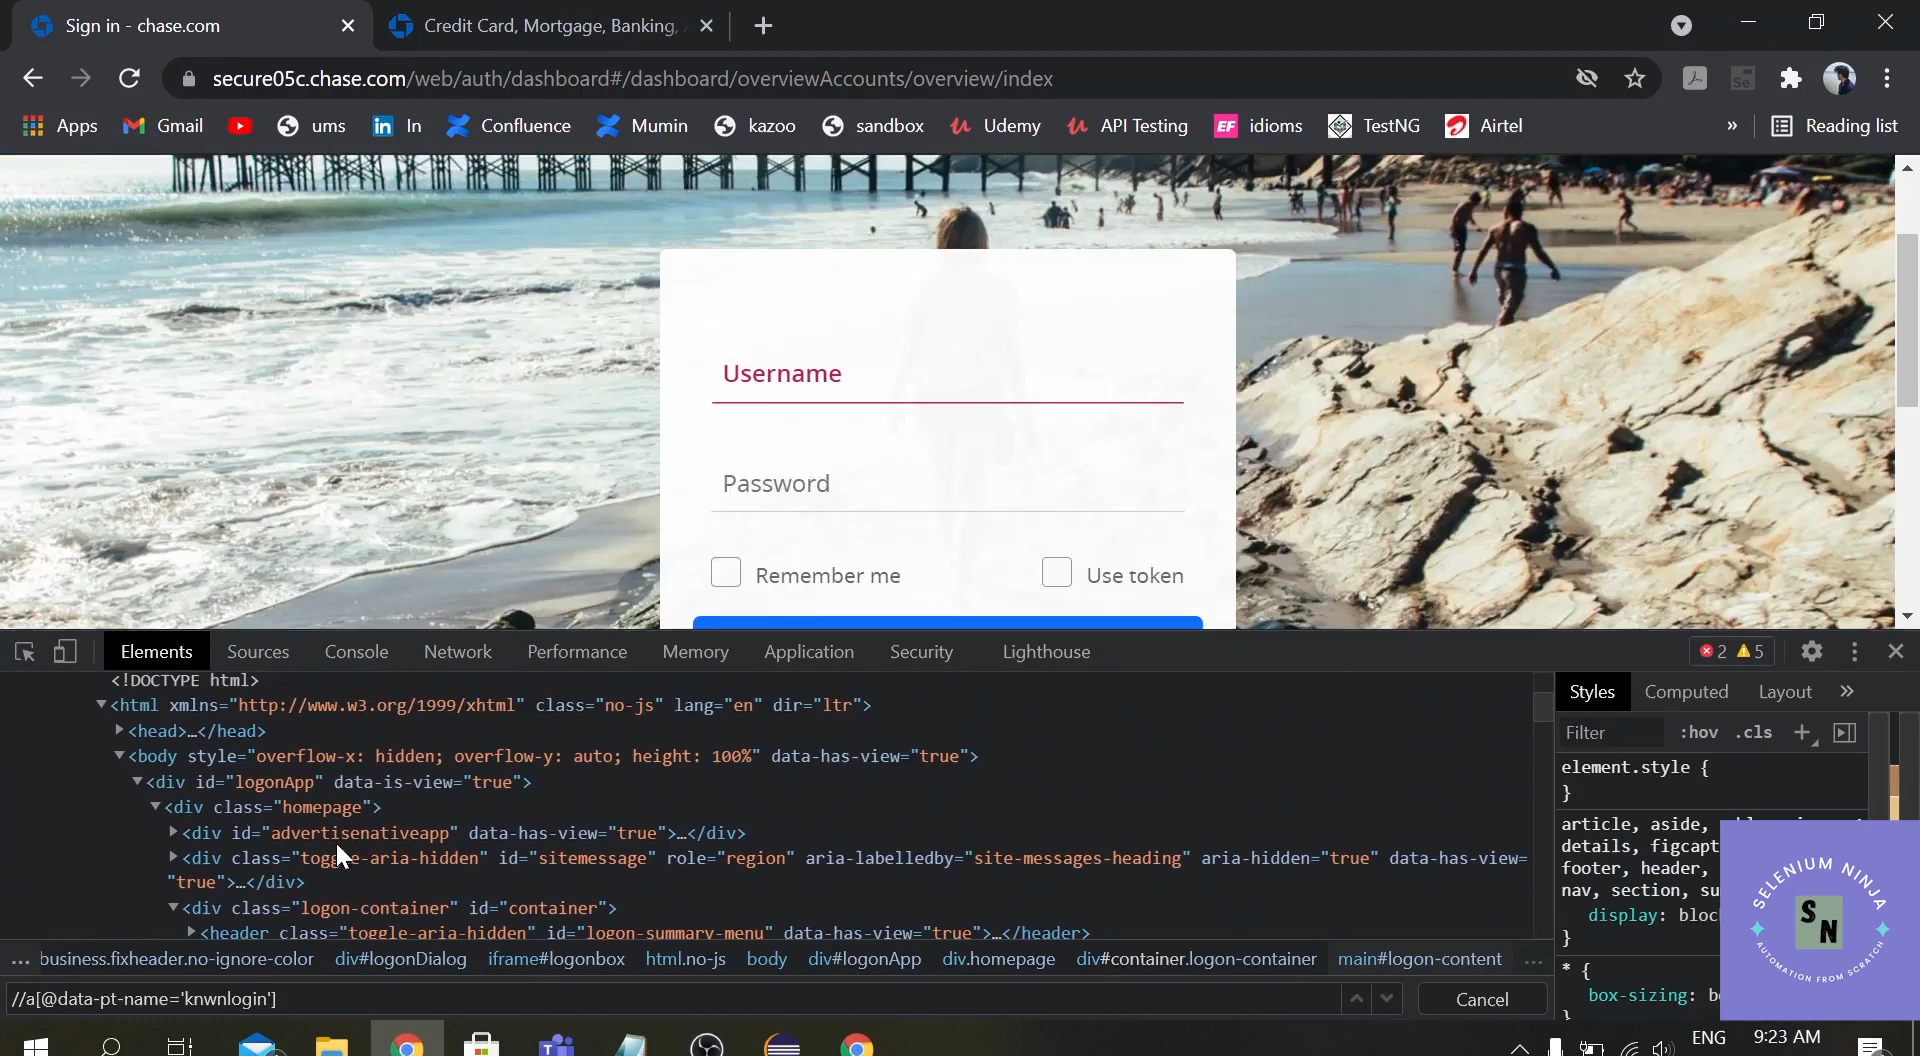 Sign in - chase.com
Credit Card, Mortgage, Banking,
secure05c.chase.com/web/auth/dashboard#/dashboard/overviewAccounts/overview/index
Apps Gmail ums In Confluence Mumin kazoo sandbox Udemy API Testing EF idioms TestNG Airtel » Reading list
Username
Password
Remember me Use token
Elements Sources Console Network Performance Memory Application Security Lighthouse 2 5
<!DOCTYPE html>
<html xmlns="http://www.w3.org/1999/xhtml" class="no-js" lang="en" dir="ltr">
<head>…</head>
<body style="overflow-x: hidden; overflow-y: auto; height: 100%" data-has-view="true">
<div id="logonApp" data-is-view="true">
<div class="homepage">
<div id="advertisenativeapp" data-has-view="true">…</div>
<div class="toggle-aria-hidden" id="sitemessage" role="region" aria-labelledby="site-messages-heading" aria-hidden="true" data-has-view=
"true">…</div>
<div class="logon-container" id="container">
<header class="toggle-aria-hidden" id="logon-summary-menu" data-has-view="true">…</header>
... business.fixheader.no-ignore-color div#logonDialog iframe#logonbox html.no-js body div#logonApp div.homepage div#container.logon-container main#logon-content ...
//a[@data-pt-name='knwnlogin']
Cancel
Styles Computed Layout »
Filter :hov .cls +
element.style {
}
article, aside,
details, figcapt
footer, header,
nav, section, su
display: bloc
}
* {
box-sizing: b
}
SELENIUM NINJA
S N
AUTOMATION FROM SCRATCH
ENG 9:23 AM